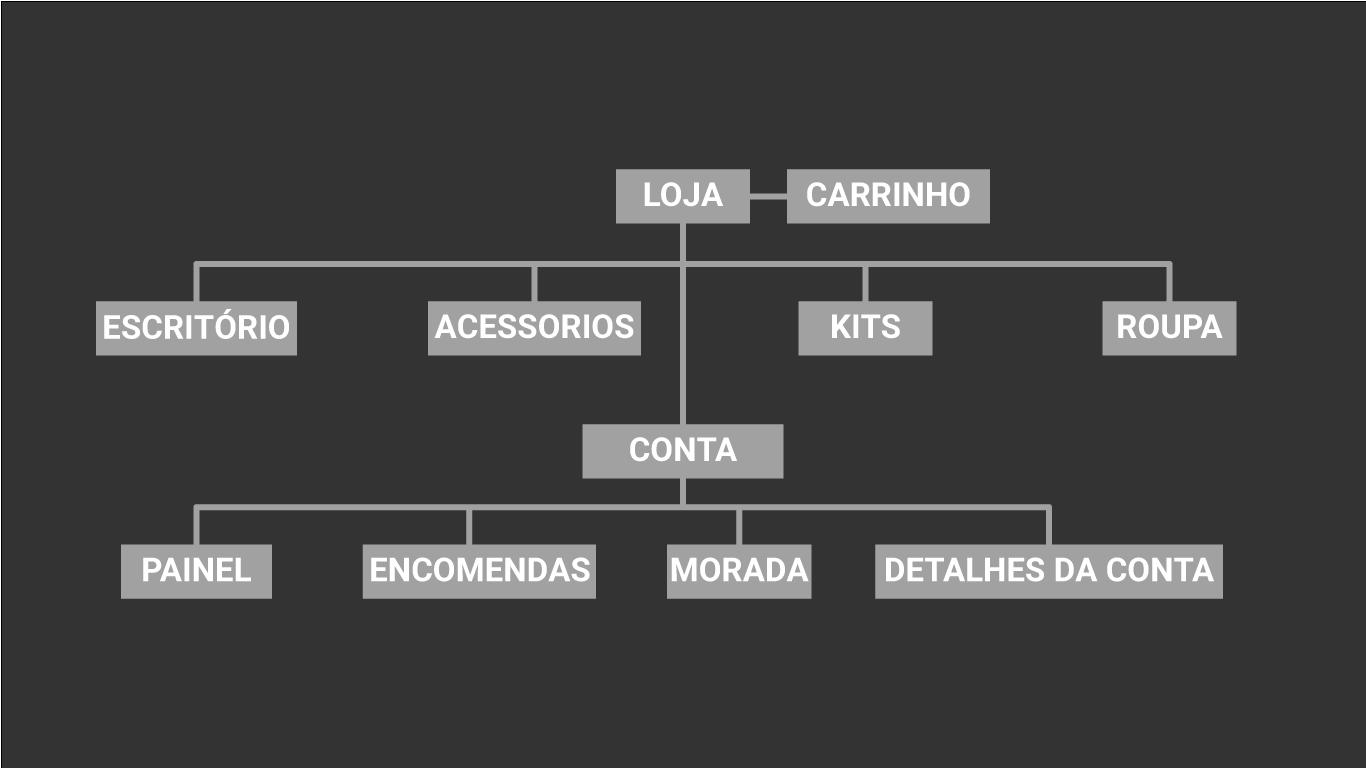 LOJA
CARRINHO
ESCRITÓRIO
ACESSORIOS
KITS
ROUPA
CONTA
PAINEL
ENCOMENDAS
MORADA
DETALHES DA CONTA